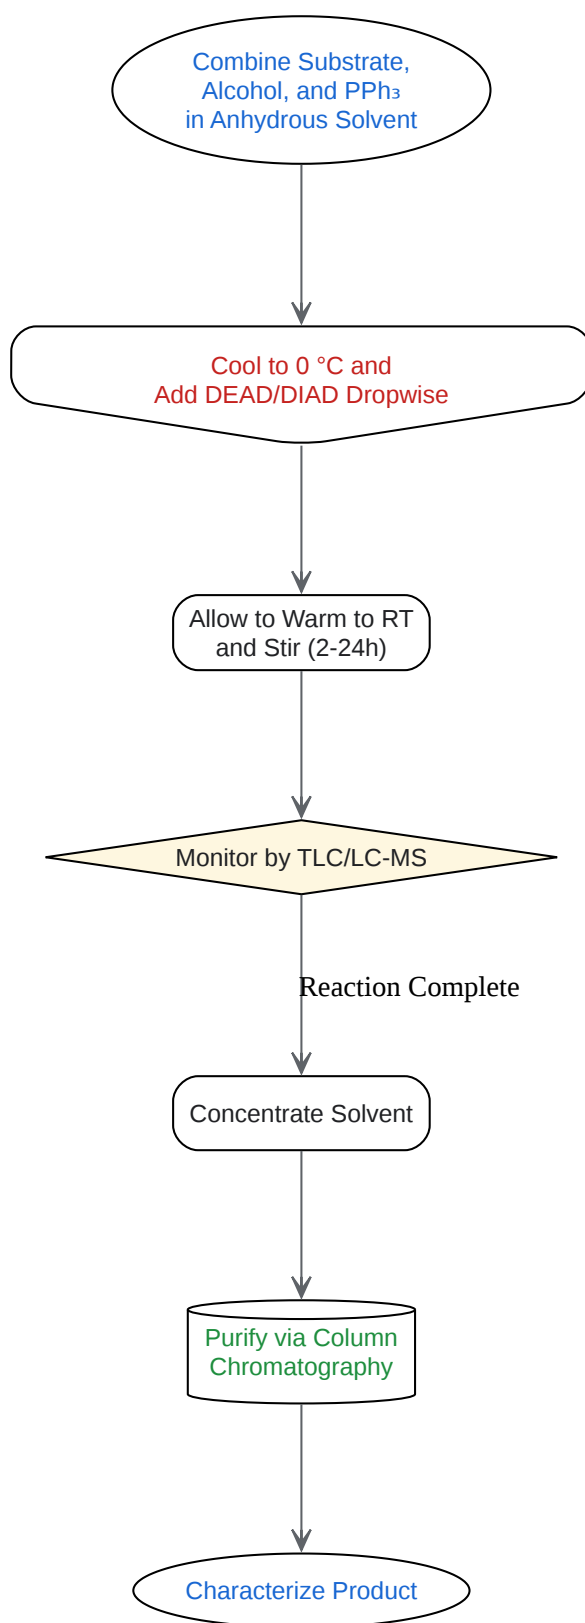 Combine Substrate,
Alcohol, and PPh₃
in Anhydrous Solvent
Cool to 0 °C and
Add DEAD/DIAD Dropwise
Allow to Warm to RT
and Stir (2-24h)
Monitor by TLC/LC-MS
Reaction Complete
Concentrate Solvent
Purify via Column
Chromatography
Characterize Product